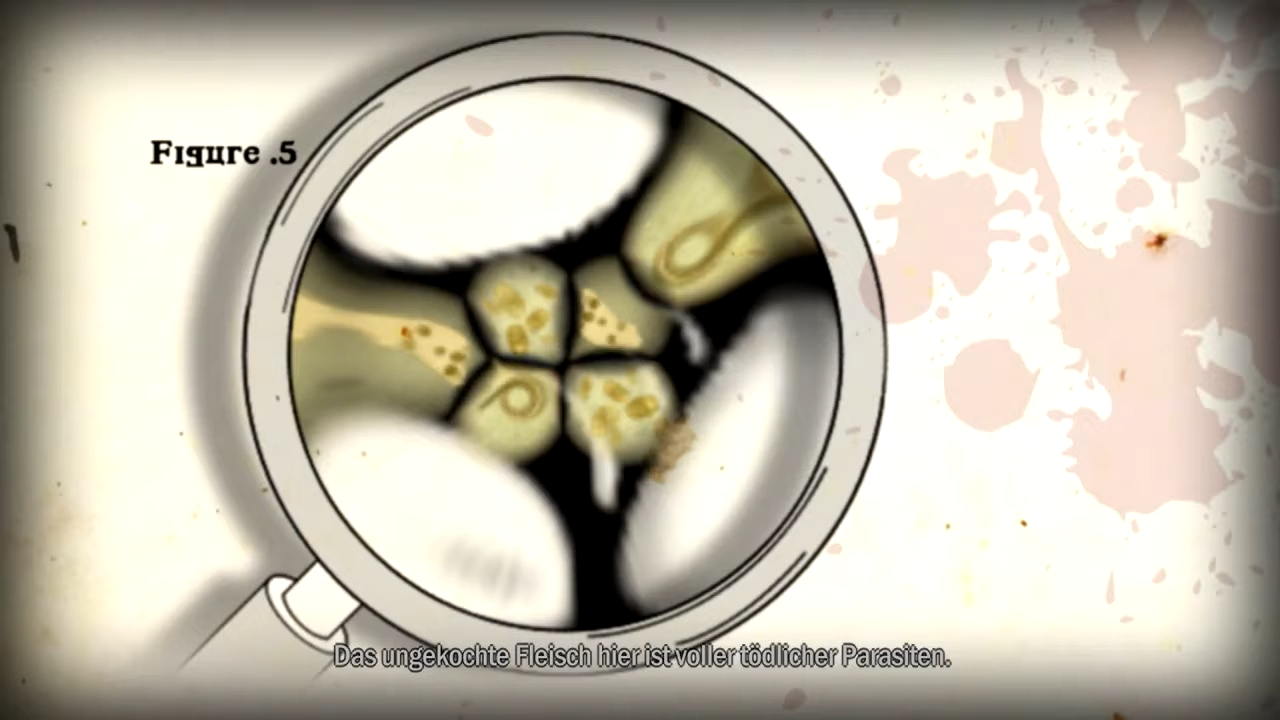 Figure .5
Das ungekochte Fleisch hier ist voller tödlicher Parasiten.